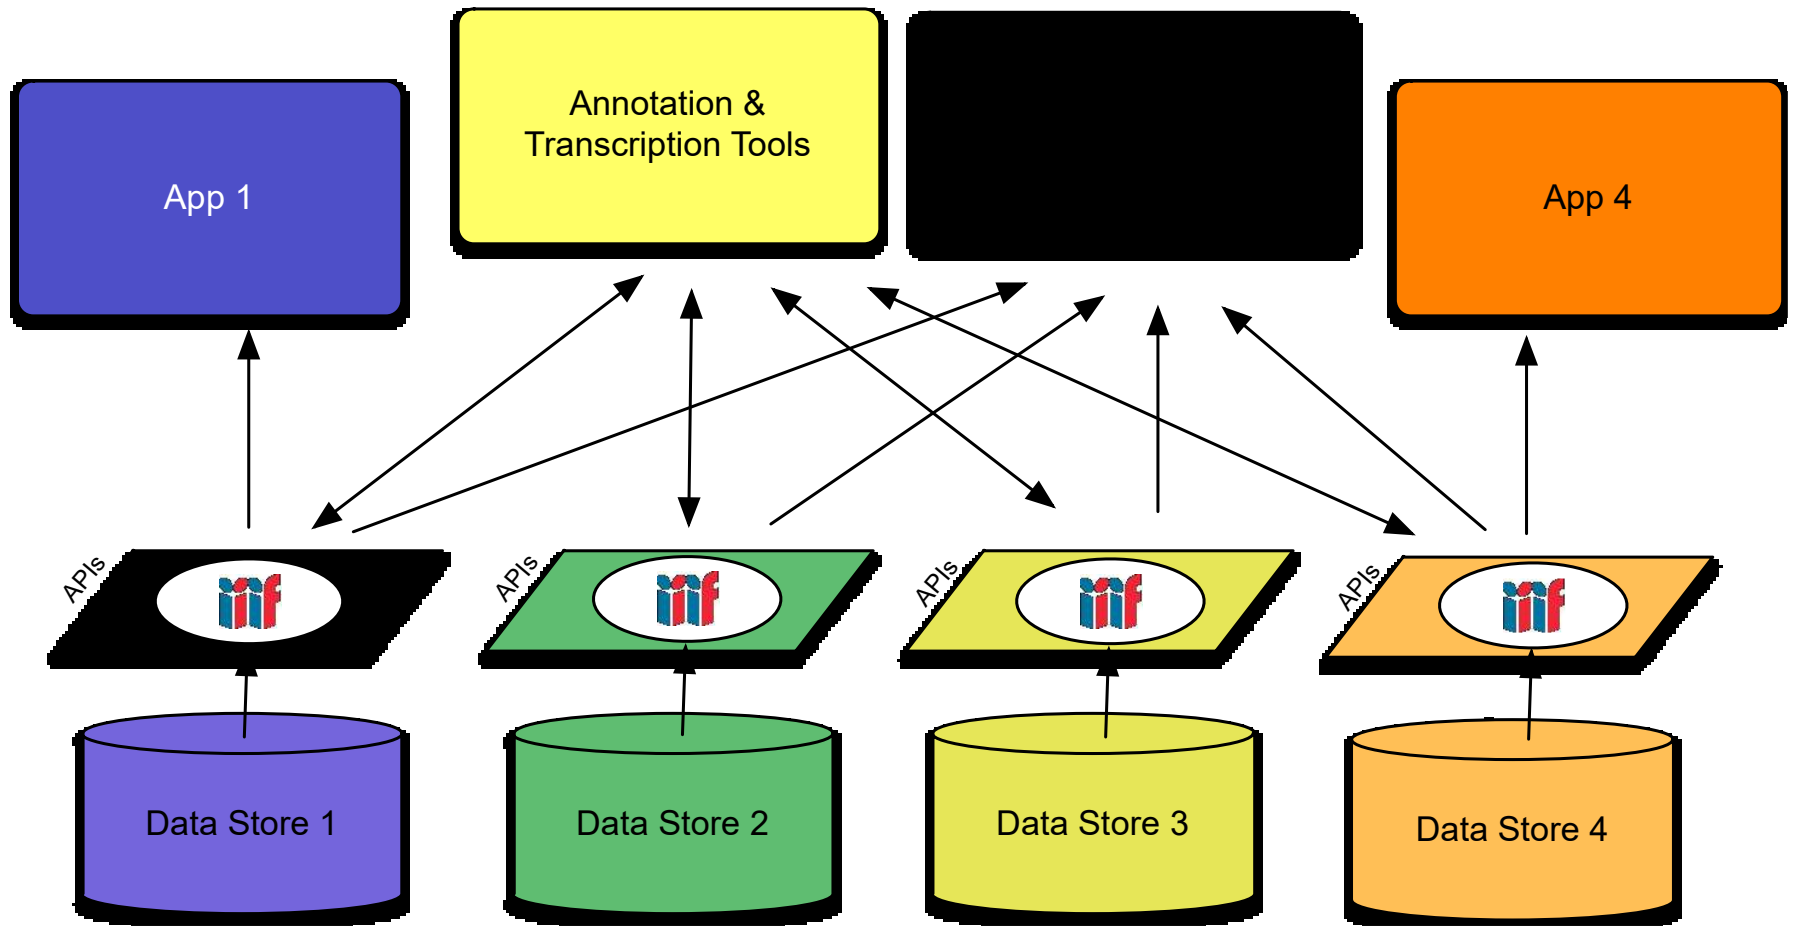 Annotation &
Transcription Tools
App 1
App 4
APIs
iiif
APIs
iiif
APIs
iiif
APIs
iiif
Data Store 1
Data Store 2
Data Store 3
Data Store 4